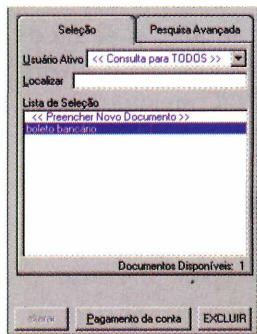 Seleção
Pesquisa Avançada
Usuário Ativo << Consulta para TODOS >>
Localizar
Lista de Seleção
<< Preencher Novo Documento >>
boleto bancário
Documentos Disponíveis: 1
Pagamento da conta
EXCLUIR